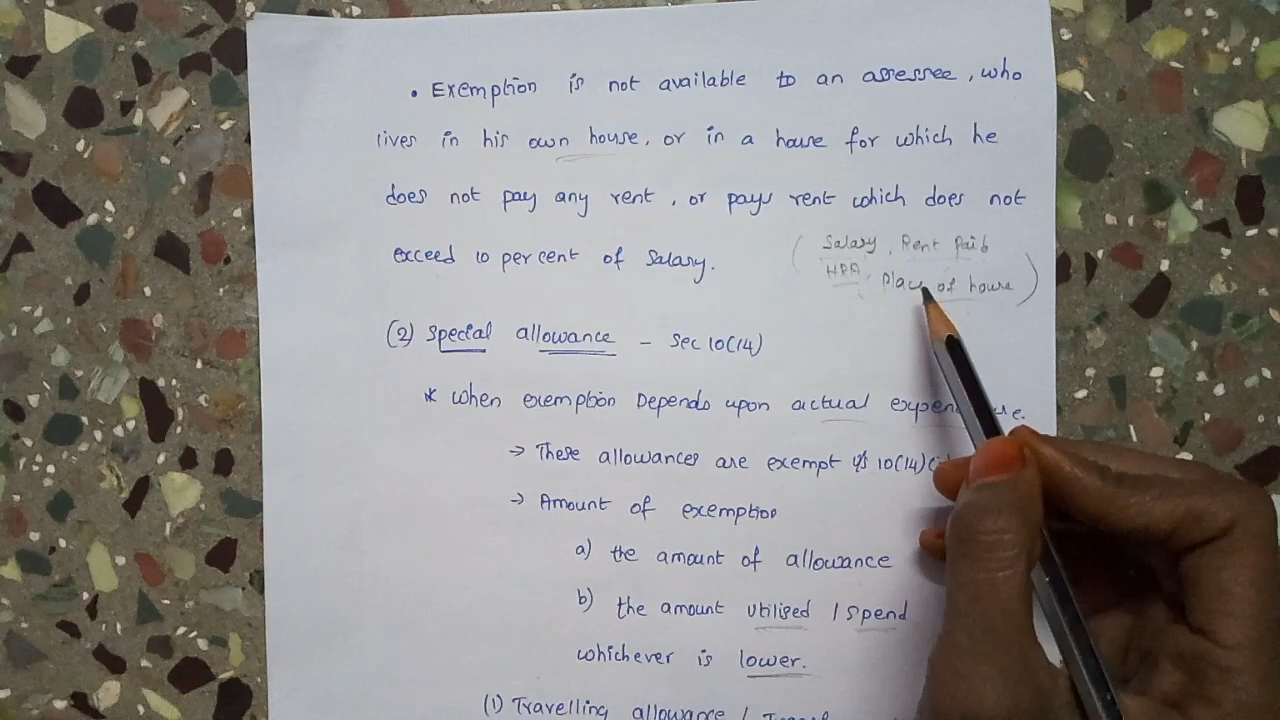 • Exemption is not available to an assessee, who
lives in his own house, or in a house for which he
does not pay any rent, or pays rent which does not
exceed 10 percent of salary.
(Salary, Rent Paid
HRA, Place of house)
(2) Special allowance - Sec 10(14)
* When exemption Depends upon actual
→ These allowances are exempt u/s 10(14)
→ Amount of exemption
a) the amount of allowance
b) the amount utilised / spend
whichever is lower.
(1) Travelling allowance /